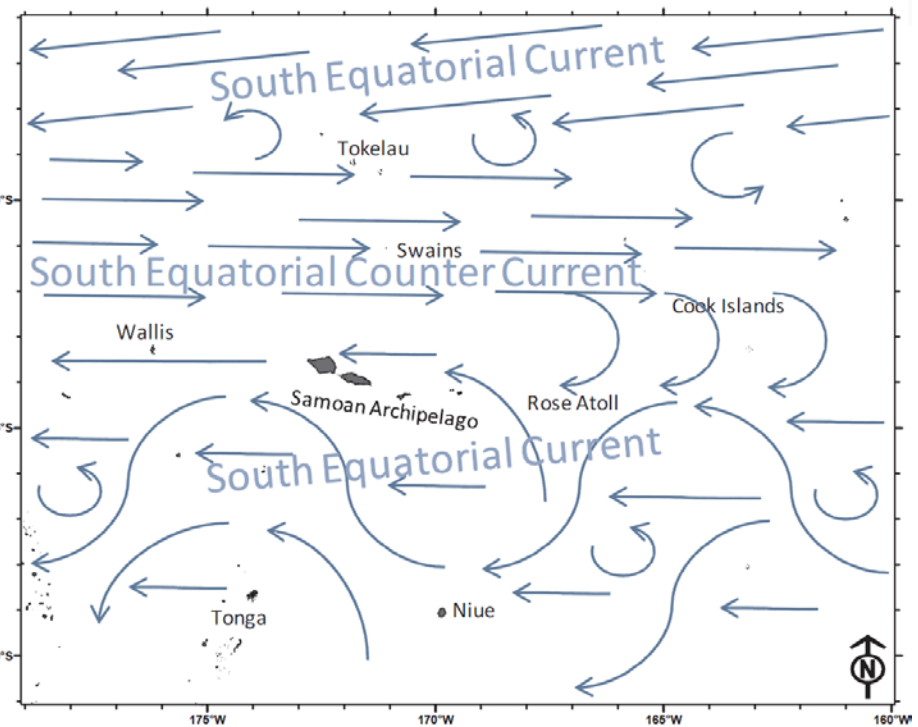 South Equatorial Current
Tokelau
°S
Swains
South Equatorial Counter Current
Cook Islands
Wallis
Samoan Archipelago
Rose Atoll
°S
South Equatorial Current
Tonga
Niue
°S
N
175°W
170°W
165°W
160°W